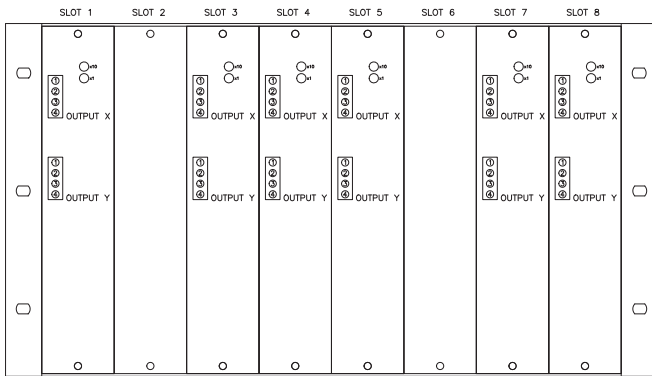 SLOT 1 SLOT 2 SLOT 3 SLOT 4 SLOT 5 SLOT 6 SLOT 7 SLOT 8
x10 x10 x10 x10 x10 x10
x1 x1 x1 x1 x1 x1
1 1 1 1 1 1
2 2 2 2 2 2
3 3 3 3 3 3
4 OUTPUT X 4 OUTPUT X 4 OUTPUT X 4 OUTPUT X 4 OUTPUT X 4 OUTPUT X
1 1 1 1 1 1
2 2 2 2 2 2
3 3 3 3 3 3
4 OUTPUT Y 4 OUTPUT Y 4 OUTPUT Y 4 OUTPUT Y 4 OUTPUT Y 4 OUTPUT Y